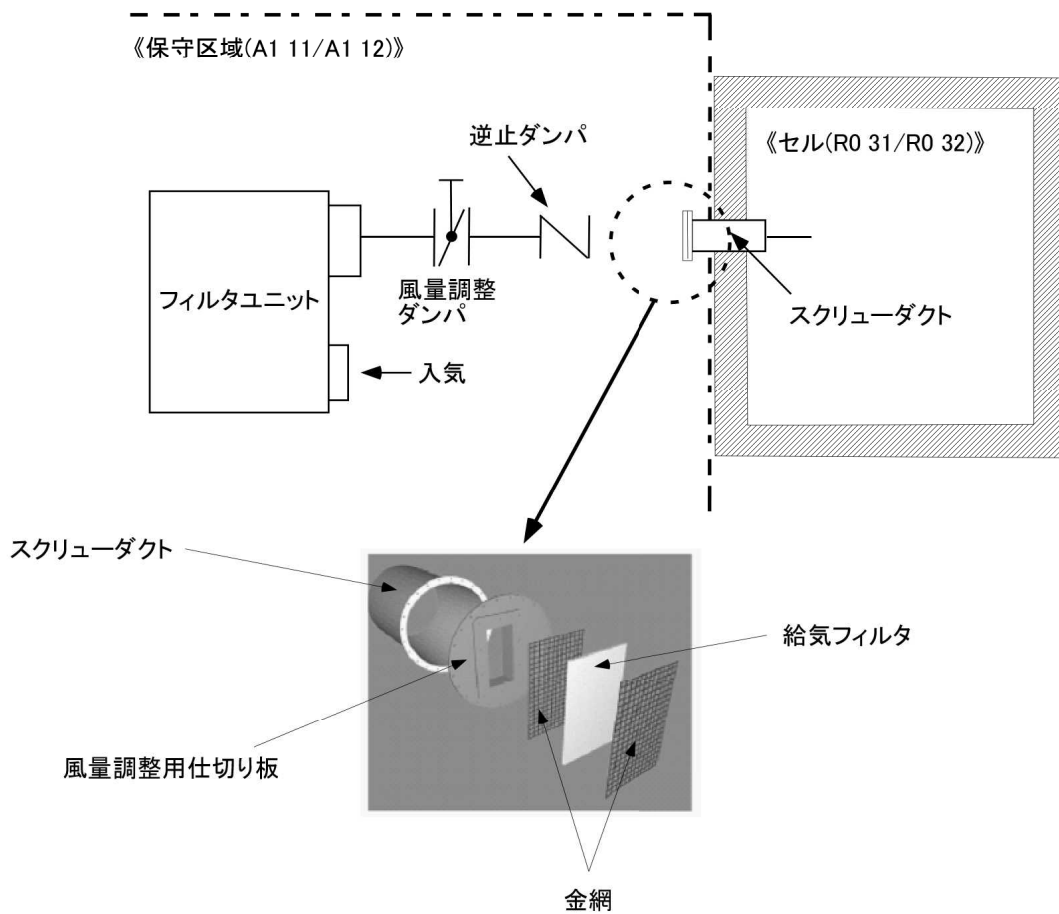 《保守区域(A1 11/A1 12)》
逆止ダンパ
《セル(R0 31/R0 32)》
フィルタユニット
風量調整
ダンパ
スクリューダクト
入気
スクリューダクト
給気フィルタ
風量調整用仕切り板
金網